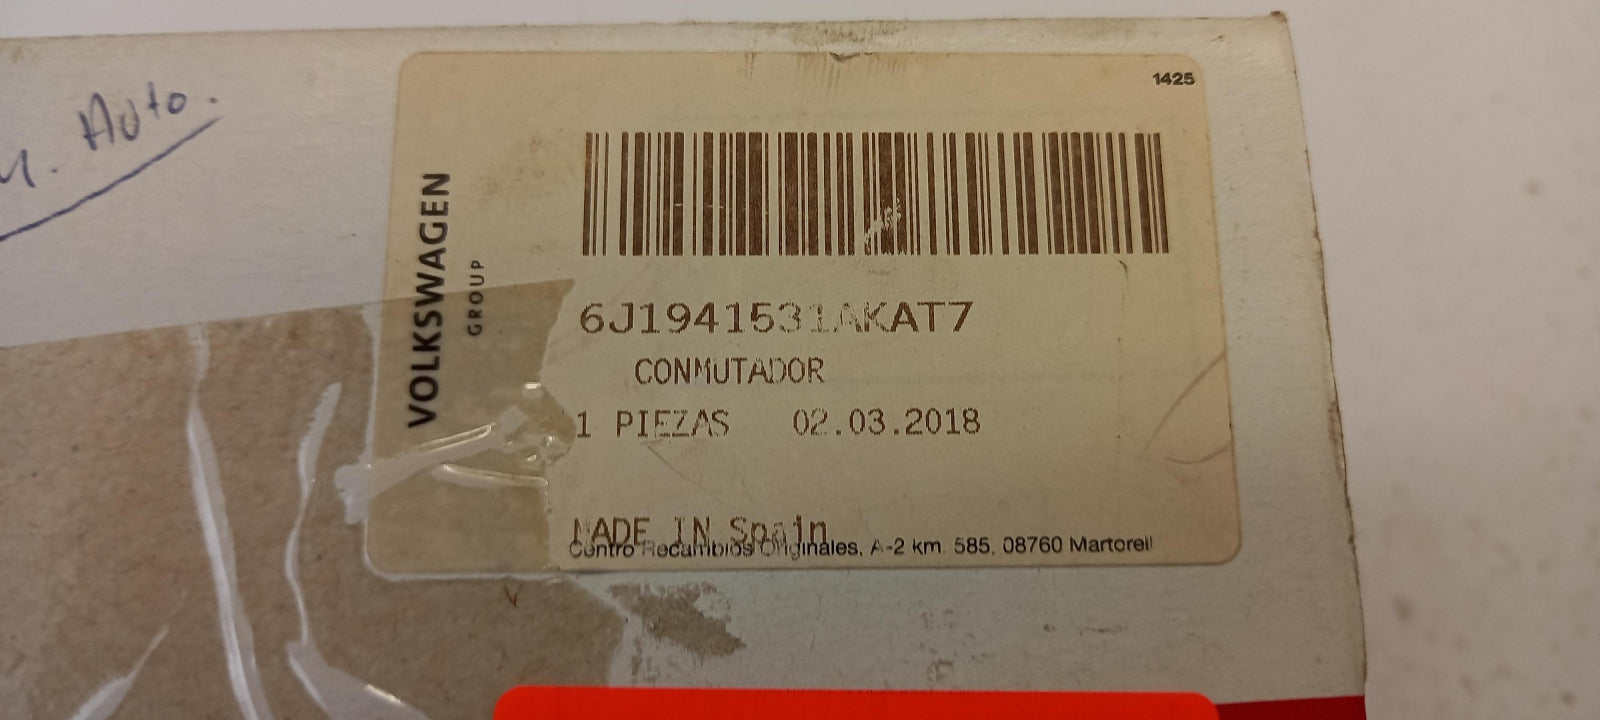 Auto.
1425
VOLKSWAGEN
GROUP
6J1941531AKAT7
CONMUTADOR
1 PIEZAS 02.03.2018
MADE IN Spain
Centro Recambios Originales, A-2 km. 585, 08760 Martorell